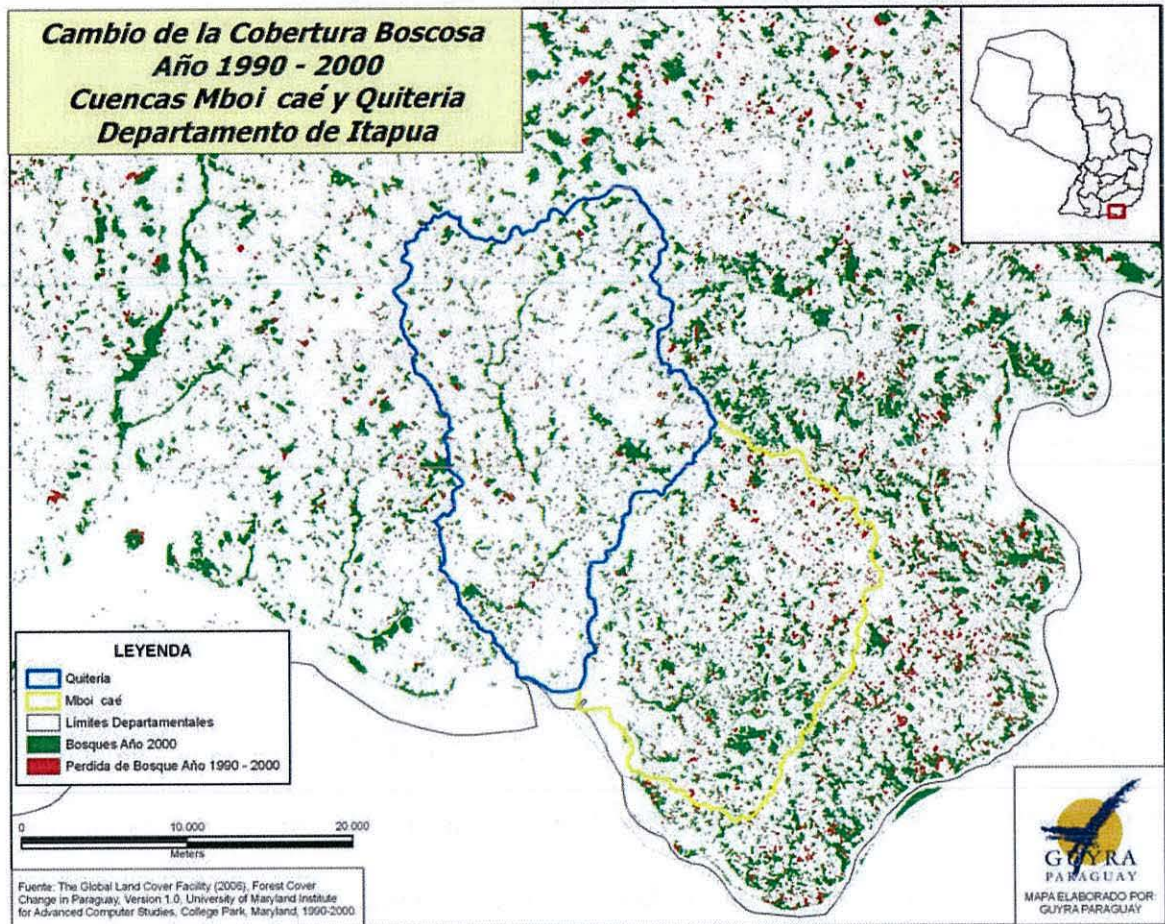 Cambio de la Cobertura Boscosa
Año 1990 - 2000
Cuencas Mboi caé y Quiteria
Departamento de Itapua
LEYENDA
Quiteria
Mboi caé
Límites Departamentales
Bosques Año 2000
Perdida de Bosque Año 1990 - 2000
0 10.000 20.000
Meters
Fuente: The Global Land Cover Facility (2006), Forest Cover
Change in Paraguay, Version 1.0, University of Maryland Institute
for Advanced Computer Studies, College Park, Maryland, 1990-2000.
GUYRA
PARAGUAY
MAPA ELABORADO POR:
GUYRA PARAGUAY